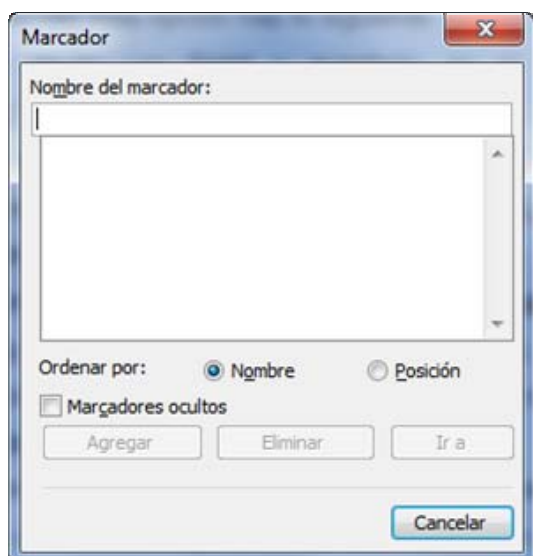 Marcador
Nombre del marcador:
Ordenar por: Nombre Posición
Marcadores ocultos
Agregar Eliminar Ir a
Cancelar